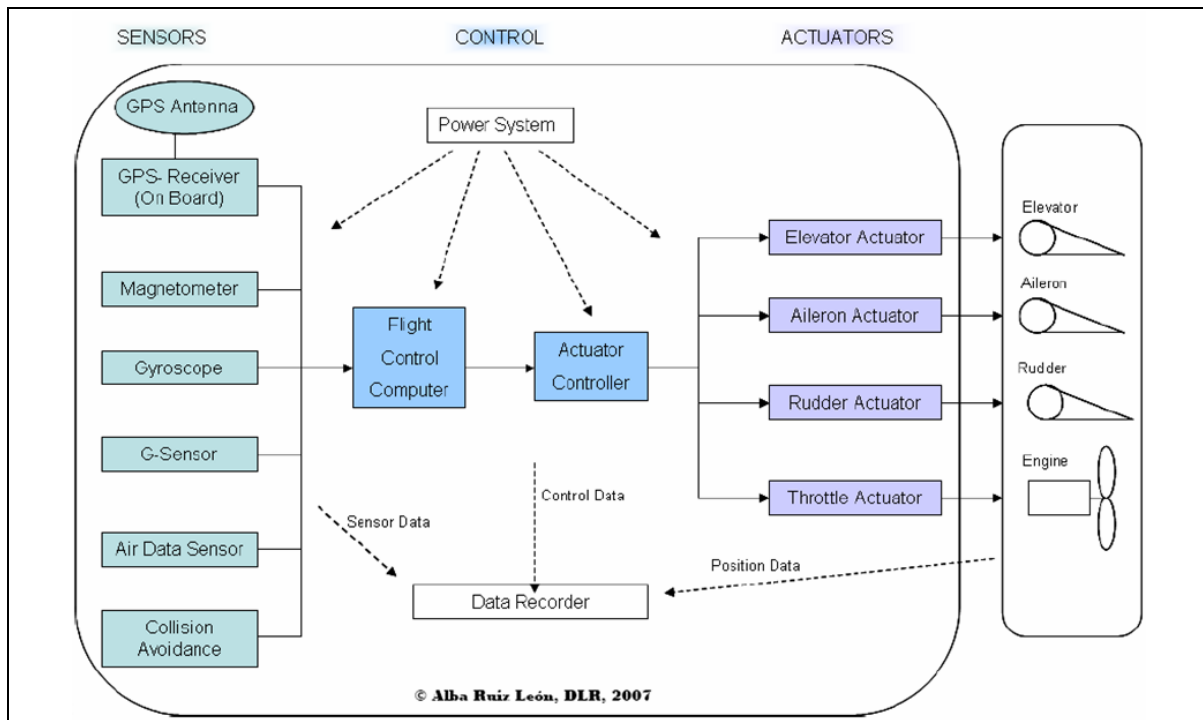 SENSORS
CONTROL
ACTUATORS
GPS Antenna
GPS- Receiver
(On Board)
Magnetometer
Gyroscope
G-Sensor
Air Data Sensor
Collision
Avoidance
Power System
Flight
Control
Computer
Actuator
Controller
Sensor Data
Control Data
Position Data
Data Recorder
Elevator Actuator
Aileron Actuator
Rudder Actuator
Throttle Actuator
Elevator
Aileron
Rudder
Engine
© Alba Ruiz León, DLR, 2007